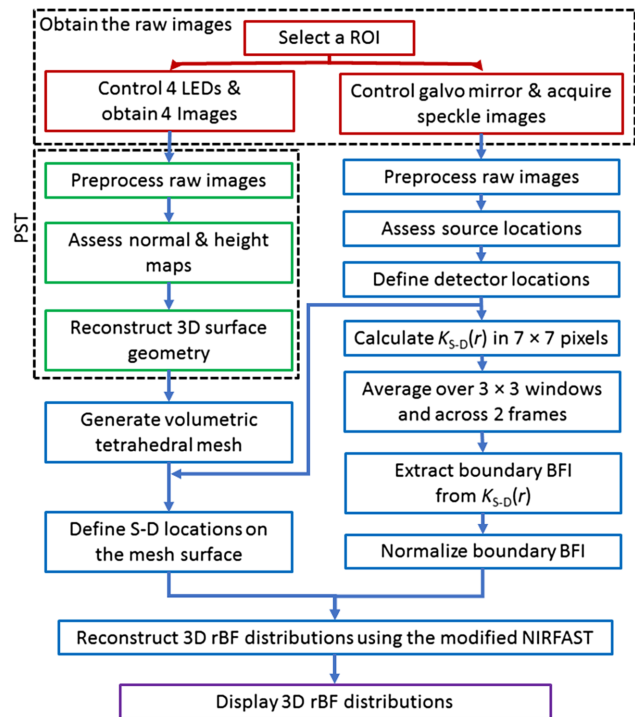 Obtain the raw images
Select a ROI
Control 4 LEDs &
obtain 4 Images
Control galvo mirror & acquire
speckle images
PST
Preprocess raw images
Assess normal & height
maps
Reconstruct 3D surface
geometry
Generate volumetric
tetrahedral mesh
Define S-D locations on
the mesh surface
Preprocess raw images
Assess source locations
Define detector locations
Calculate K_S-D(r) in 7 × 7 pixels
Average over 3 × 3 windows
and across 2 frames
Extract boundary BFI
from K_S-D(r)
Normalize boundary BFI
Reconstruct 3D rBF distributions using the modified NIRFAST
Display 3D rBF distributions